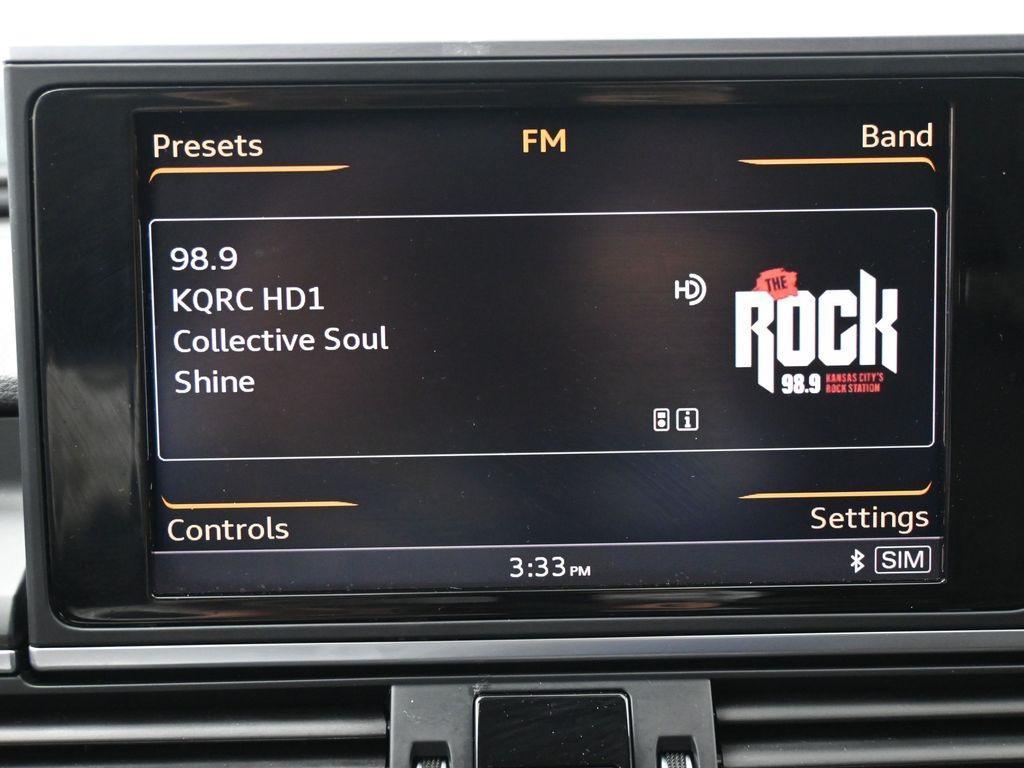 Presets FM Band
98.9
KQRC HD1
Collective Soul
Shine
HD
THE
ROCK
98.9 KANSAS CITY'S
ROCK STATION
i
Controls Settings
3:33 PM SIM